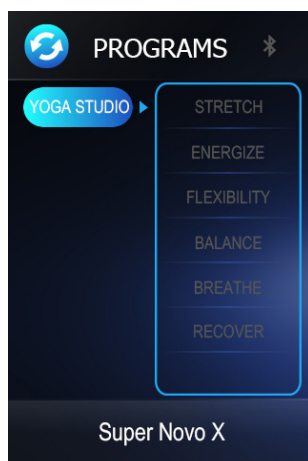 PROGRAMS
YOGA STUDIO
STRETCH
ENERGIZE
FLEXIBILITY
BALANCE
BREATHE
RECOVER
Super Novo X